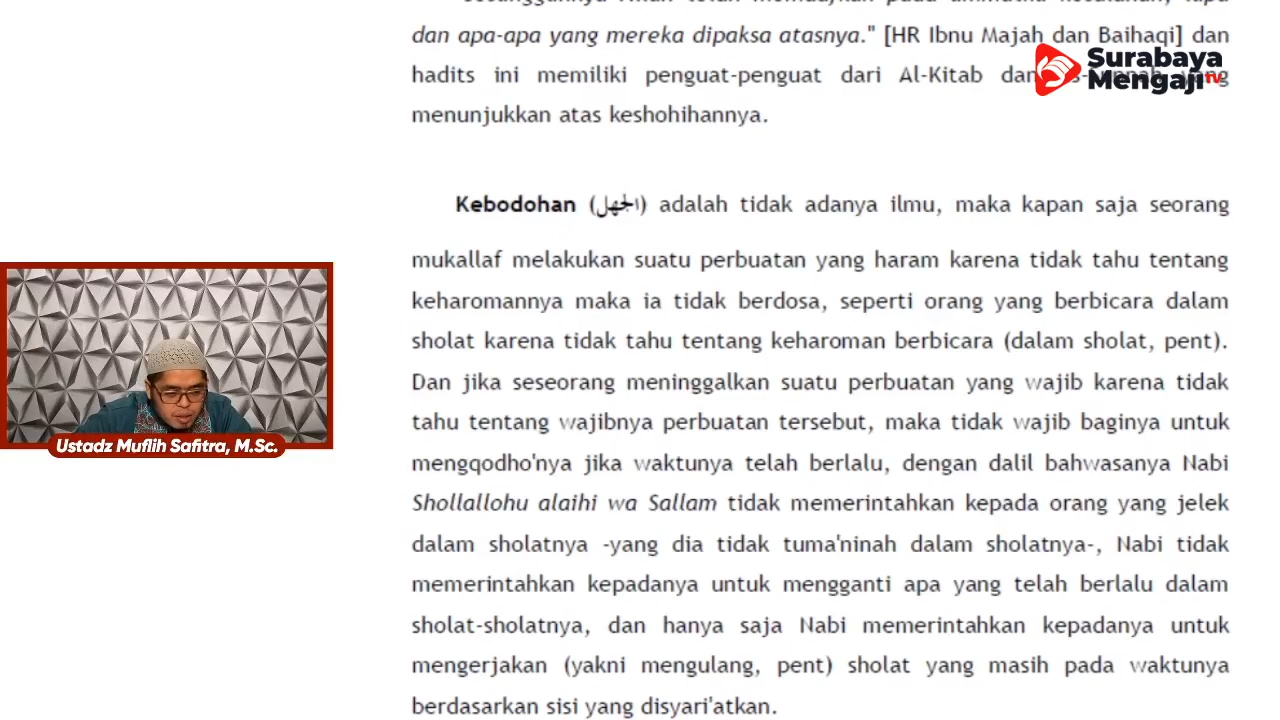 dan apa-apa yang mereka dipaksa atasnya." [HR Ibnu Majah dan Baihaqi] dan
hadits ini memiliki penguat-penguat dari Al-Kitab dan yang
menunjukkan atas keshohihannya.
Surabaya
Mengaji tv
Kebodohan (الجهل) adalah tidak adanya ilmu, maka kapan saja seorang
mukallaf melakukan suatu perbuatan yang haram karena tidak tahu tentang
keharomannya maka ia tidak berdosa, seperti orang yang berbicara dalam
sholat karena tidak tahu tentang keharoman berbicara (dalam sholat, pent).
Dan jika seseorang meninggalkan suatu perbuatan yang wajib karena tidak
tahu tentang wajibnya perbuatan tersebut, maka tidak wajib baginya untuk
mengqodho'nya jika waktunya telah berlalu, dengan dalil bahwasanya Nabi
Shollallohu alaihi wa Sallam tidak memerintahkan kepada orang yang jelek
dalam sholatnya -yang dia tidak tuma'ninah dalam sholatnya-, Nabi tidak
memerintahkan kepadanya untuk mengganti apa yang telah berlalu dalam
sholat-sholatnya, dan hanya saja Nabi memerintahkan kepadanya untuk
mengerjakan (yakni mengulang, pent) sholat yang masih pada waktunya
berdasarkan sisi yang disyari'atkan.
Ustadz Muflih Safitra, M.Sc.